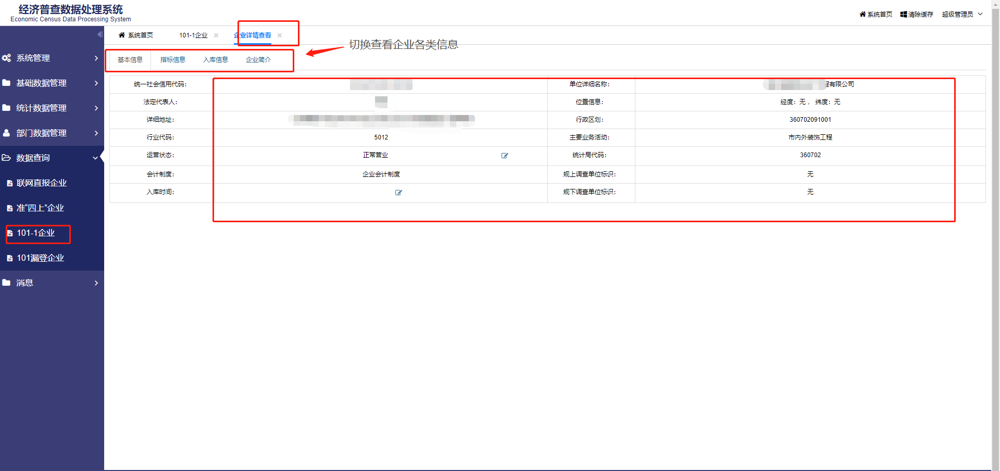 经济普查数据处理系统
Economic Census Data Processing System
系统首页 清除缓存 超级管理员
系统首页 101-1企业 企业详情查看
切换查看企业各类信息
基本信息 指标信息 入库信息 企业简介
系统管理
基础数据管理
统计数据管理
部门数据管理
数据查询
联网直报企业
准“四上”企业
101-1企业
101漏登企业
消息
统一社会信用代码: 单位详细名称: 程有限公司
法定代表人: 位置信息: 经度: 无, 纬度: 无
详细地址: 行政区划: 360702091001
行业代码: 5012 主要业务活动: 市内外装饰工程
运营状态: 正常营业 统计局代码: 360702
会计制度: 企业会计制度 规上调查单位标识: 无
入库时间: 规下调查单位标识: 无